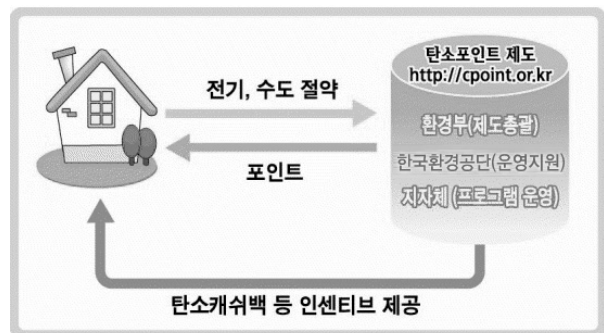 탄소포인트 제도
http://cpoint.or.kr
전기, 수도 절약
환경부(제도총괄)
한국환경공단(운영지원)
포인트
지자체 (프로그램 운영)
탄소캐쉬백 등 인센티브 제공